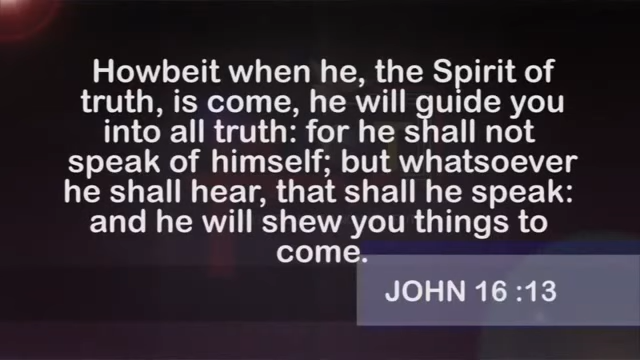 Howbeit when he, the Spirit of
truth, is come, he will guide you
into all truth: for he shall not
speak of himself; but whatsoever
he shall hear, that shall he speak:
and he will shew you things to
come.
JOHN 16 :13